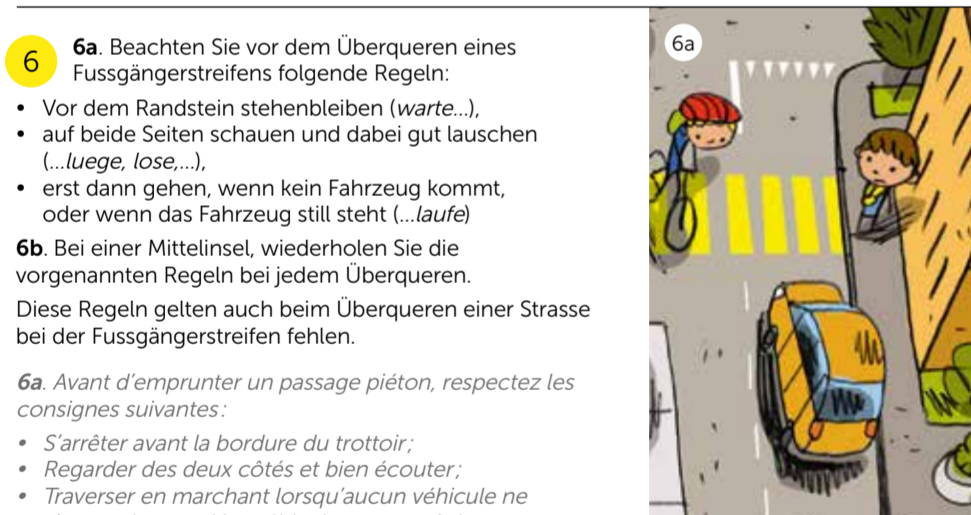 6
6a. Beachten Sie vor dem Überqueren eines
Fussgängerstreifens folgende Regeln:
• Vor dem Randstein stehenbleiben (warte...),
• auf beide Seiten schauen und dabei gut lauschen
(...luege, lose,...),
• erst dann gehen, wenn kein Fahrzeug kommt,
oder wenn das Fahrzeug still steht (...laufe)
6b. Bei einer Mittelinsel, wiederholen Sie die
vorgenannten Regeln bei jedem Überqueren.
Diese Regeln gelten auch beim Überqueren einer Strasse
bei der Fussgängerstreifen fehlen.
6a. Avant d’emprunter un passage piéton, respectez les
consignes suivantes :
• S’arrêter avant la bordure du trottoir ;
• Regarder des deux côtés et bien écouter ;
• Traverser en marchant lorsqu’aucun véhicule ne
6a